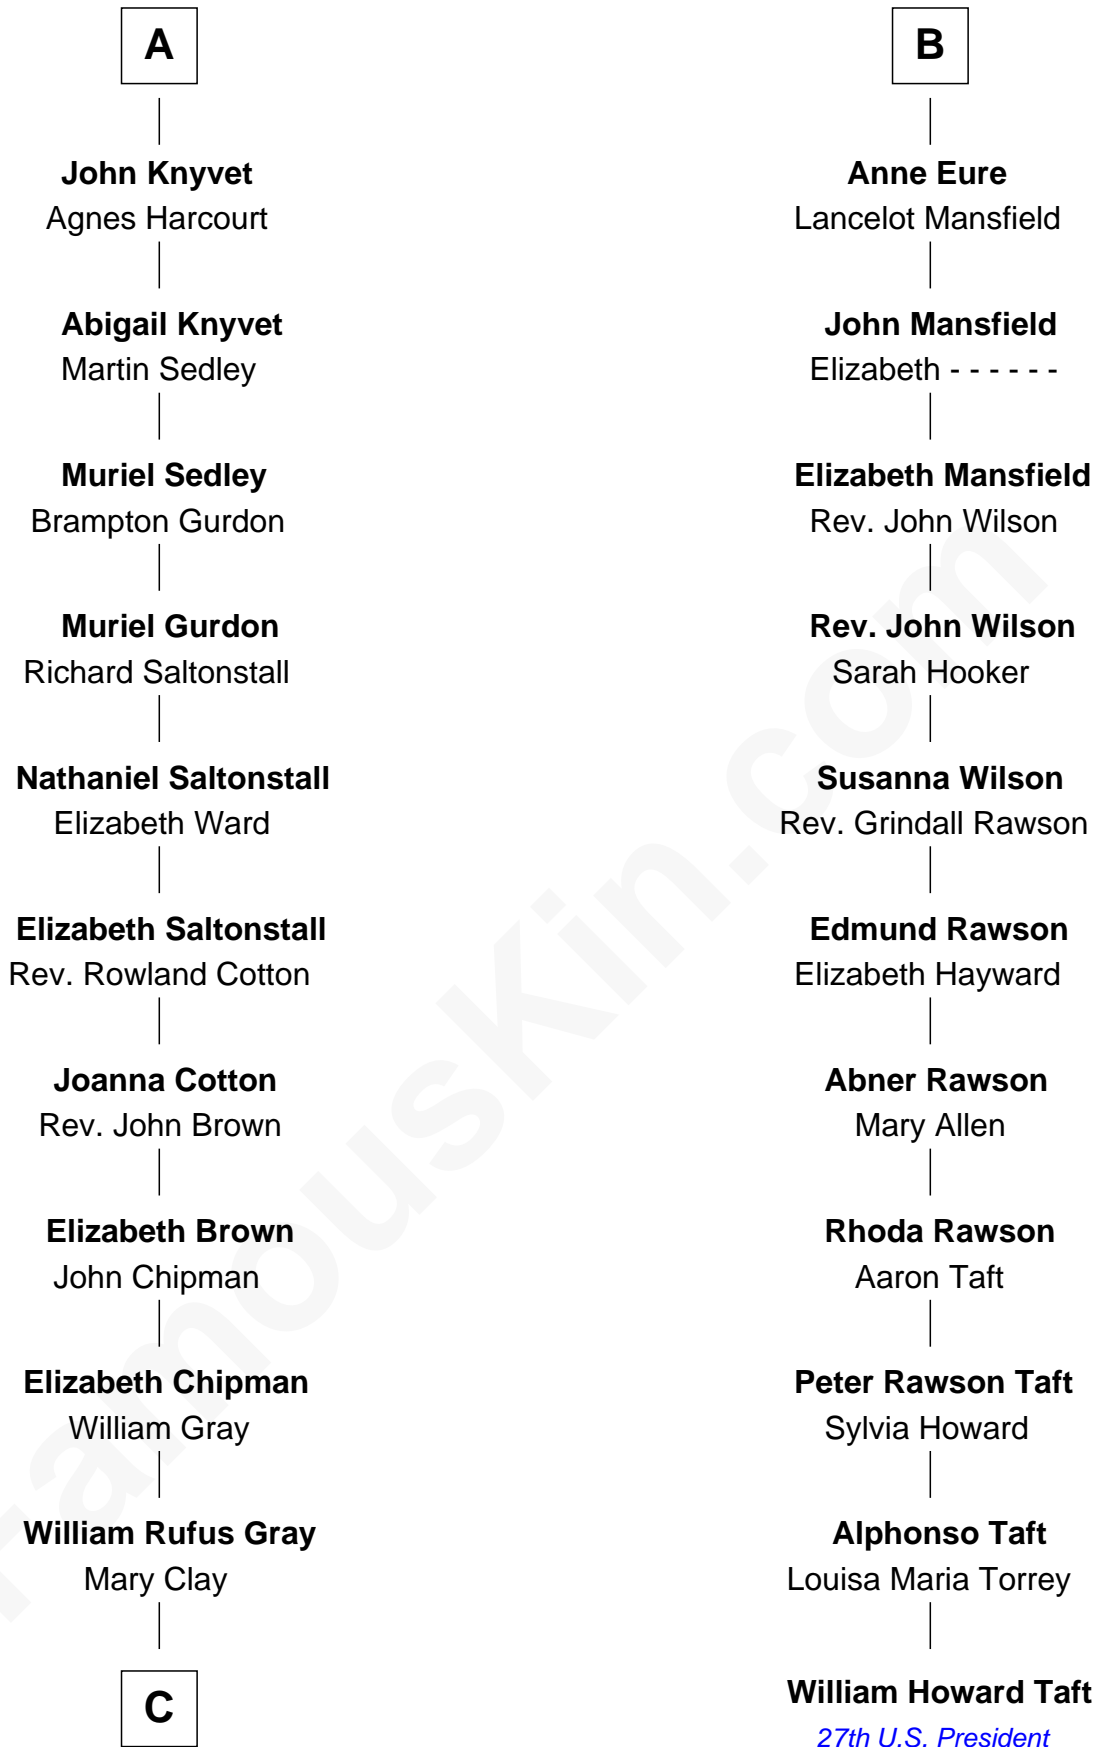 A
John Knyvet
Agnes Harcourt
Abigail Knyvet
Martin Sedley
Muriel Sedley
Brampton Gurdon
Muriel Gurdon
Richard Saltonstall
Nathaniel Saltonstall
Elizabeth Ward
Elizabeth Saltonstall
Rev. Rowland Cotton
Joanna Cotton
Rev. John Brown
Elizabeth Brown
John Chipman
Elizabeth Chipman
William Gray
William Rufus Gray
Mary Clay
C
B
Anne Eure
Lancelot Mansfield
John Mansfield
Elizabeth - - - - - -
Elizabeth Mansfield
Rev. John Wilson
Rev. John Wilson
Sarah Hooker
Susanna Wilson
Rev. Grindall Rawson
Edmund Rawson
Elizabeth Hayward
Abner Rawson
Mary Allen
Rhoda Rawson
Aaron Taft
Peter Rawson Taft
Sylvia Howard
Alphonso Taft
Louisa Maria Torrey
William Howard Taft
27th U.S. President
FamousKin.com